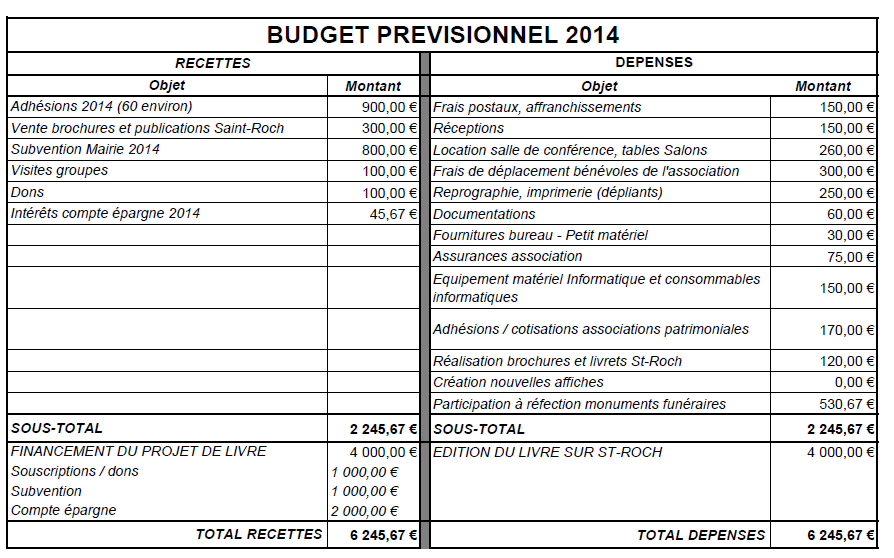 BUDGET PREVISIONNEL 2014
RECETTES DEPENSES
Objet Montant Objet Montant
Adhésions 2014 (60 environ) 900,00 € Frais postaux, affranchissements 150,00 €
Vente brochures et publications Saint-Roch 300,00 € Réceptions 150,00 €
Subvention Mairie 2014 800,00 € Location salle de conférence, tables Salons 260,00 €
Visites groupes 100,00 € Frais de déplacement bénévoles de l'association 300,00 €
Dons 100,00 € Reprographie, imprimerie (dépliants) 250,00 €
Intérêts compte épargne 2014 45,67 € Documentations 60,00 €
Fournitures bureau - Petit matériel 30,00 €
Assurances association 75,00 €
Equipement matériel Informatique et consommables
informatiques 150,00 €
Adhésions / cotisations associations patrimoniales 170,00 €
Réalisation brochures et livrets St-Roch 120,00 €
Création nouvelles affiches 0,00 €
Participation à réfection monuments funéraires 530,67 €
SOUS-TOTAL 2 245,67 € SOUS-TOTAL 2 245,67 €
FINANCEMENT DU PROJET DE LIVRE 4 000,00 € EDITION DU LIVRE SUR ST-ROCH 4 000,00 €
Souscriptions / dons 1 000,00 €
Subvention 1 000,00 €
Compte épargne 2 000,00 €
TOTAL RECETTES 6 245,67 € TOTAL DEPENSES 6 245,67 €